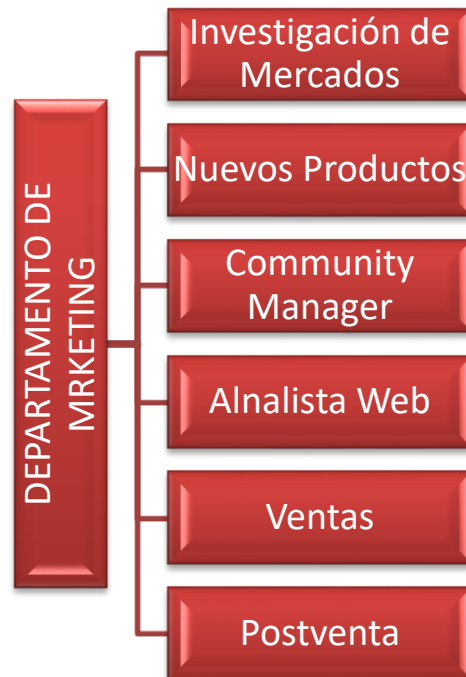 DEPARTAMENTO DE
MRKETING
Investigación de
Mercados
Nuevos Productos
Community
Manager
Alnalista Web
Ventas
Postventa